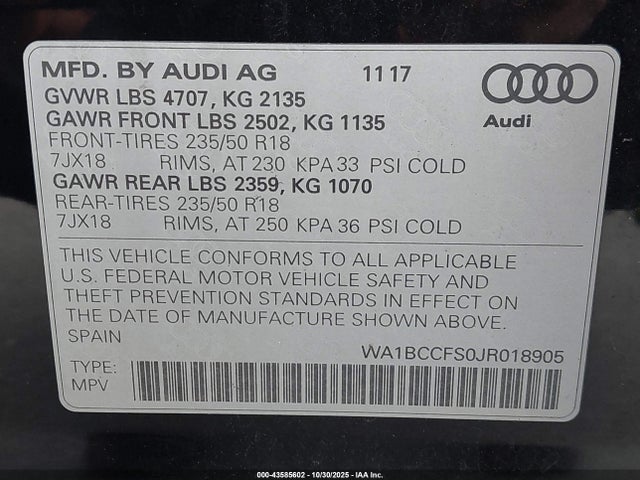 MFD. BY AUDI AG 11 17
GVWR LBS 4707, KG 2135
GAWR FRONT LBS 2502, KG 1135
FRONT-TIRES 235/50 R18
7JX18 RIMS, AT 230 KPA 33 PSI COLD
GAWR REAR LBS 2359, KG 1070
REAR-TIRES 235/50 R18
7JX18 RIMS, AT 250 KPA 36 PSI COLD
Audi
THIS VEHICLE CONFORMS TO ALL APPLICABLE
U.S. FEDERAL MOTOR VEHICLE SAFETY AND
THEFT PREVENTION STANDARDS IN EFFECT ON
THE DATE OF MANUFACTURE SHOWN ABOVE.
SPAIN
WA1BCCFS0JR018905
TYPE:
MPV
000-43585602 - 10/30/2025 - IAA Inc.